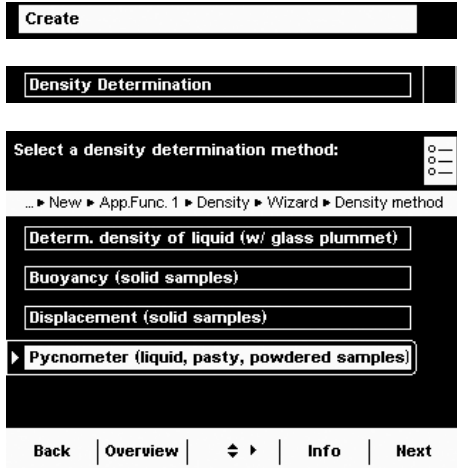 Create
Density Determination
Select a density determination method:
... ▸ New ▸ App.Func. 1 ▸ Density ▸ Wizard ▸ Density method
Determ. density of liquid (w/ glass plummet)
Buoyancy (solid samples)
Displacement (solid samples)
Pycnometer (liquid, pasty, powdered samples)
Back Overview Info Next